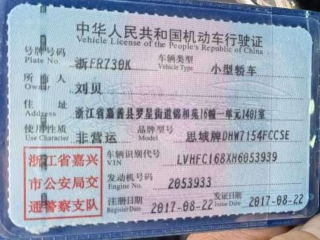 中华人民共和国机动车行驶证
Vehicle License of the People's Republic of China
号牌号码 Plate No. 浙FR730K 车辆类型 Vehicle Type 小型轿车
所有人 Owner 刘贝
住址 Address 浙江省嘉善县罗星街道锦和苑16幢一单元1401室
使用性质 Use Character 非营运 品牌型号 Model 思域牌DHW7154FCCSE
浙江省嘉兴市公安局交通警察支队
车辆识别代号 VIN LVHFC168XH6053939
发动机号码 Engine No. 2053933
注册日期 Register Date 2017-08-22 发证日期 Issue Date 2017-08-22